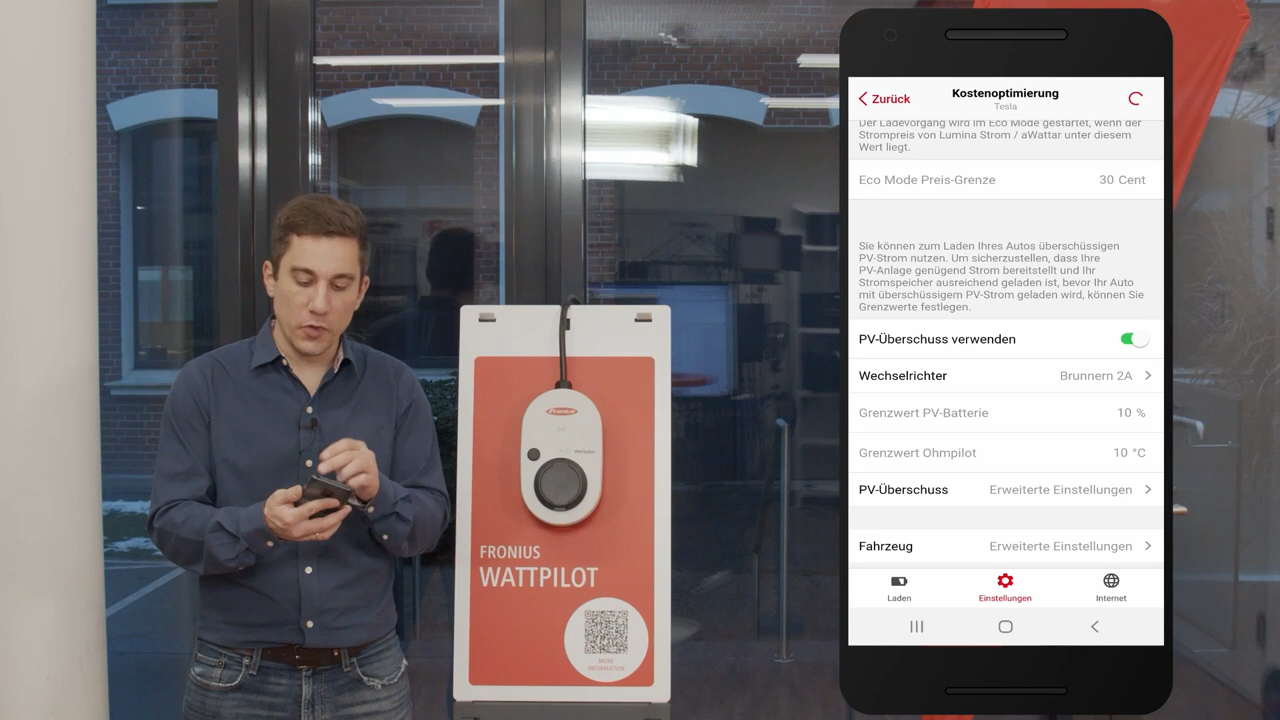 Fronius
Wattpilot
FRONIUS
WATTPILOT
MORE
INFORMATION
Zurück
Kostenoptimierung
Tesla
Der Ladevorgang wird im Eco Mode gestartet, wenn der
Strompreis von Lumina Strom / aWattar unter diesem
Wert liegt.
Eco Mode Preis-Grenze 30 Cent
Sie können zum Laden Ihres Autos überschüssigen
PV-Strom nutzen. Um sicherzustellen, dass Ihre
PV-Anlage genügend Strom bereitstellt und Ihr
Stromspeicher ausreichend geladen ist, bevor Ihr Auto
mit überschüssigem PV-Strom geladen wird, können Sie
Grenzwerte festlegen.
PV-Überschuss verwenden
Wechselrichter Brunnern 2A
Grenzwert PV-Batterie 10 %
Grenzwert Ohmpilot 10 °C
PV-Überschuss Erweiterte Einstellungen
Fahrzeug Erweiterte Einstellungen
Laden Einstellungen Internet